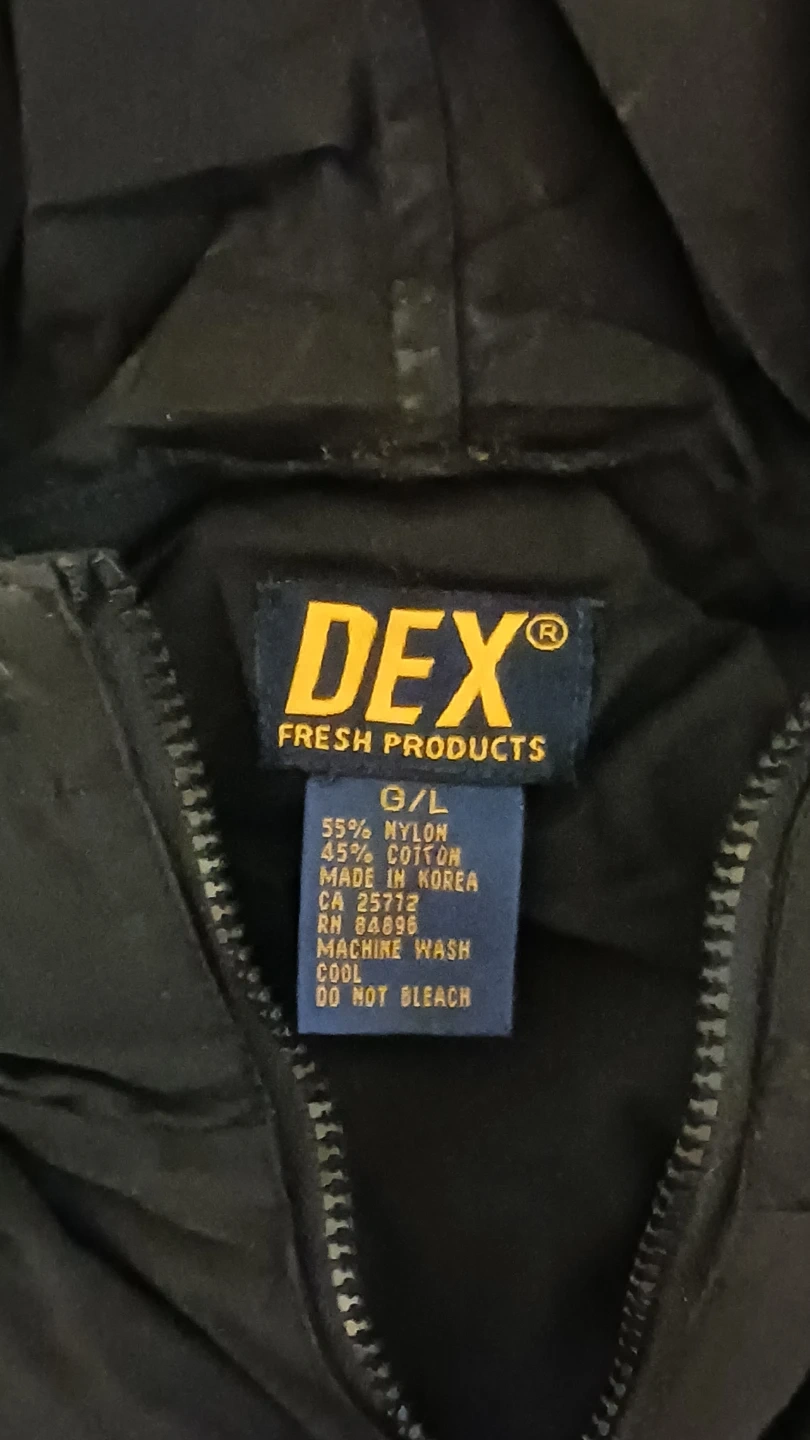 DEX®
FRESH PRODUCTS
G/L
55% NYLON
45% COTTON
MADE IN KOREA
CA 25772
RN 84896
MACHINE WASH
COOL
DO NOT BLEACH